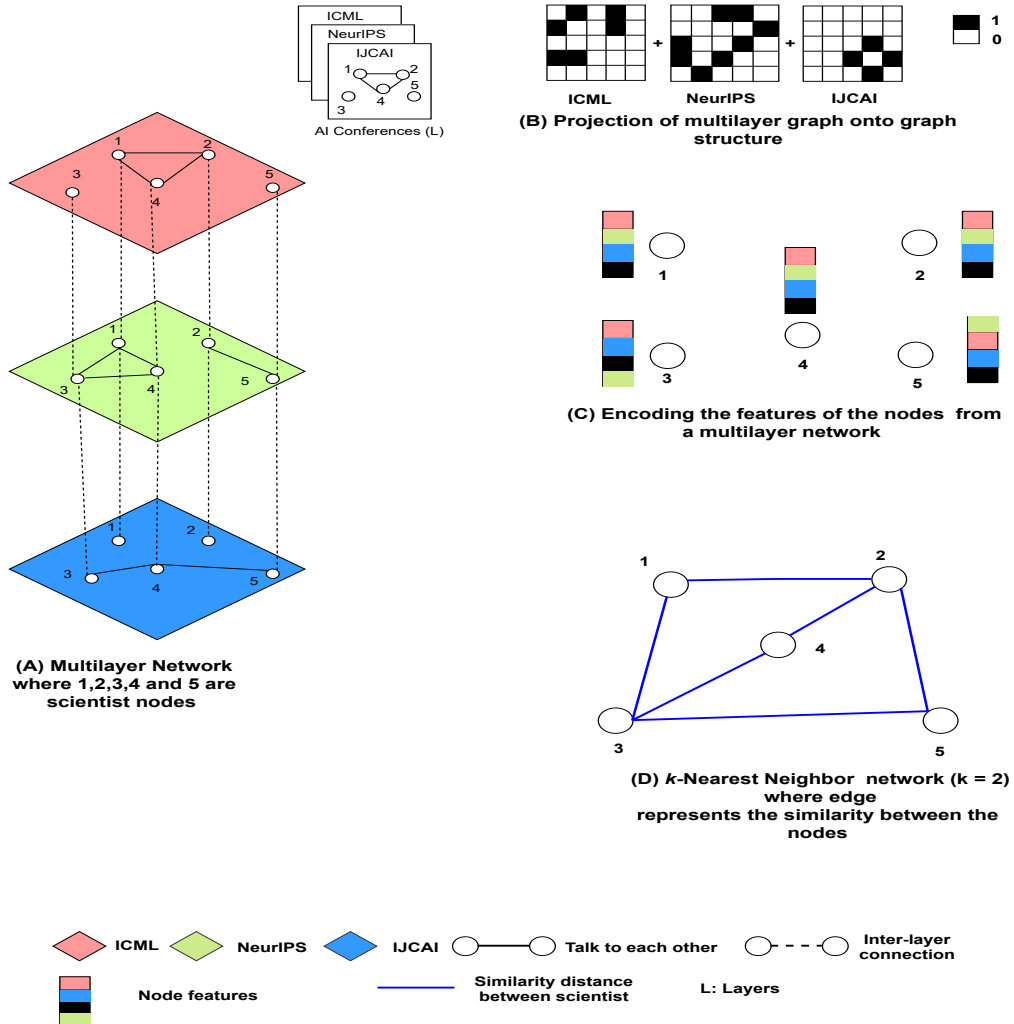 ICML
NeurIPS
IJCAI
1
2
4
5
3
AI Conferences (L)
1
2
3
4
5
1
2
3
4
5
1
2
3
4
5
(A) Multilayer Network
where 1,2,3,4 and 5 are
scientist nodes
+
+
1
0
ICML
NeurIPS
IJCAI
(B) Projection of multilayer graph onto graph
structure
1
2
3
4
5
(C) Encoding the features of the nodes from
a multilayer network
1
2
4
3
5
(D) k-Nearest Neighbor network (k = 2)
where edge
represents the similarity between the
nodes
ICML
NeurIPS
IJCAI
Talk to each other
Inter-layer
connection
Node features
Similarity distance
between scientist
L: Layers